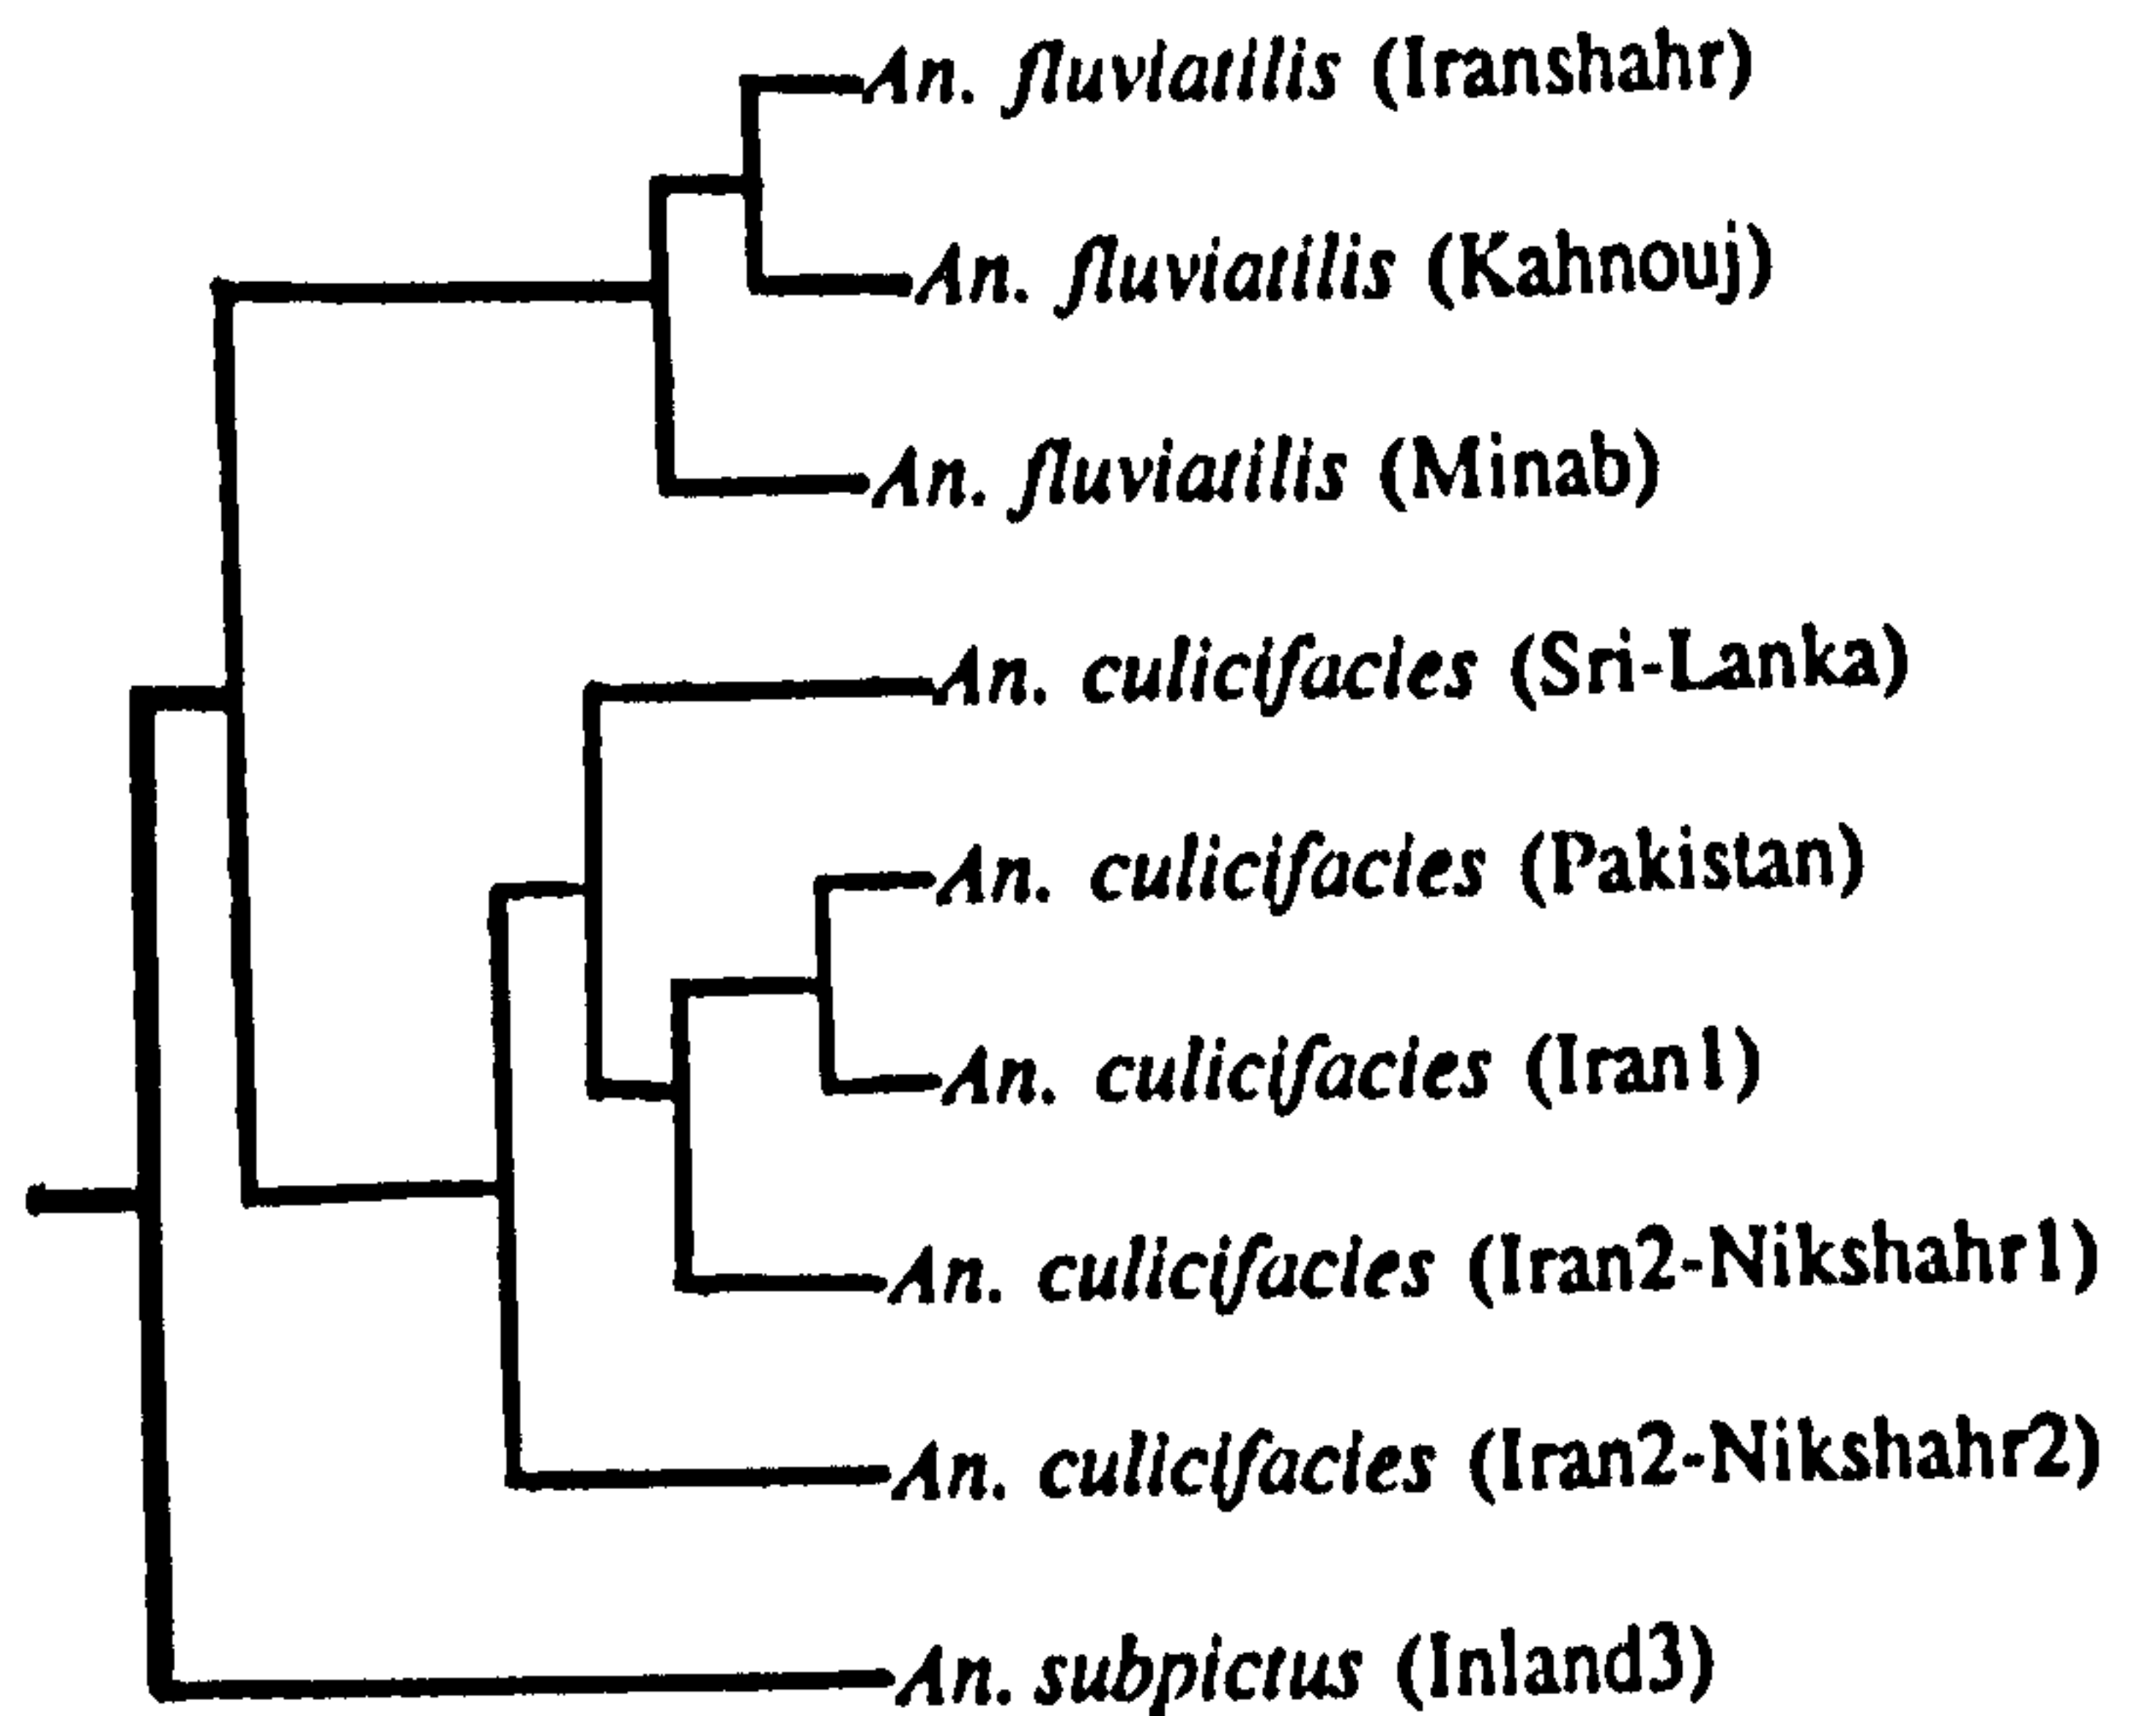 An. fluviatilis (Iranshahr)
An. fluviatilis (Kahnouj)
An. fluviatilis (Minab)
An. culicifacies (Sri-Lanka)
An. culicifacies (Pakistan)
An. culicifacies (Iran1)
An. culicifacies (Iran2-Nikshahr1)
An. culicifacies (Iran2-Nikshahr2)
An. subpictus (Inland3)